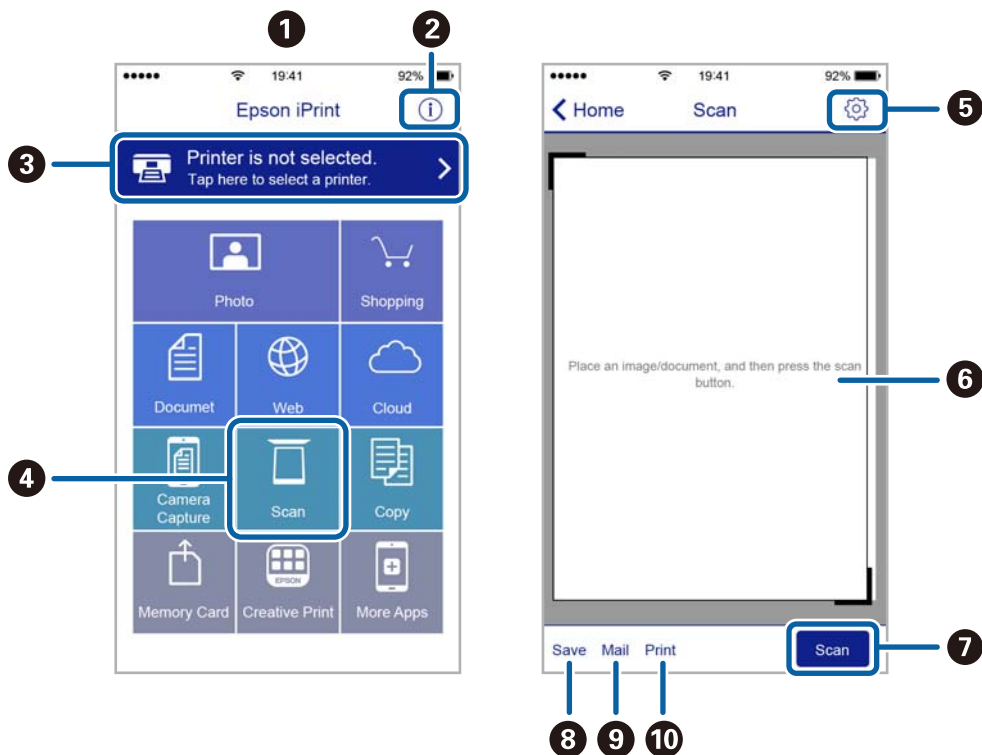 1
2
19:41
92%
Epson iPrint
i
3
Printer is not selected.
Tap here to select a printer.
Photo
Shopping
Documet
Web
Cloud
4
Camera
Capture
Scan
Copy
EPSON
Memory Card
Creative Print
More Apps
19:41
92%
Home
Scan
5
Place an image/document, and then press the scan
button.
6
Save
Mail
Print
Scan
7
8
9
10